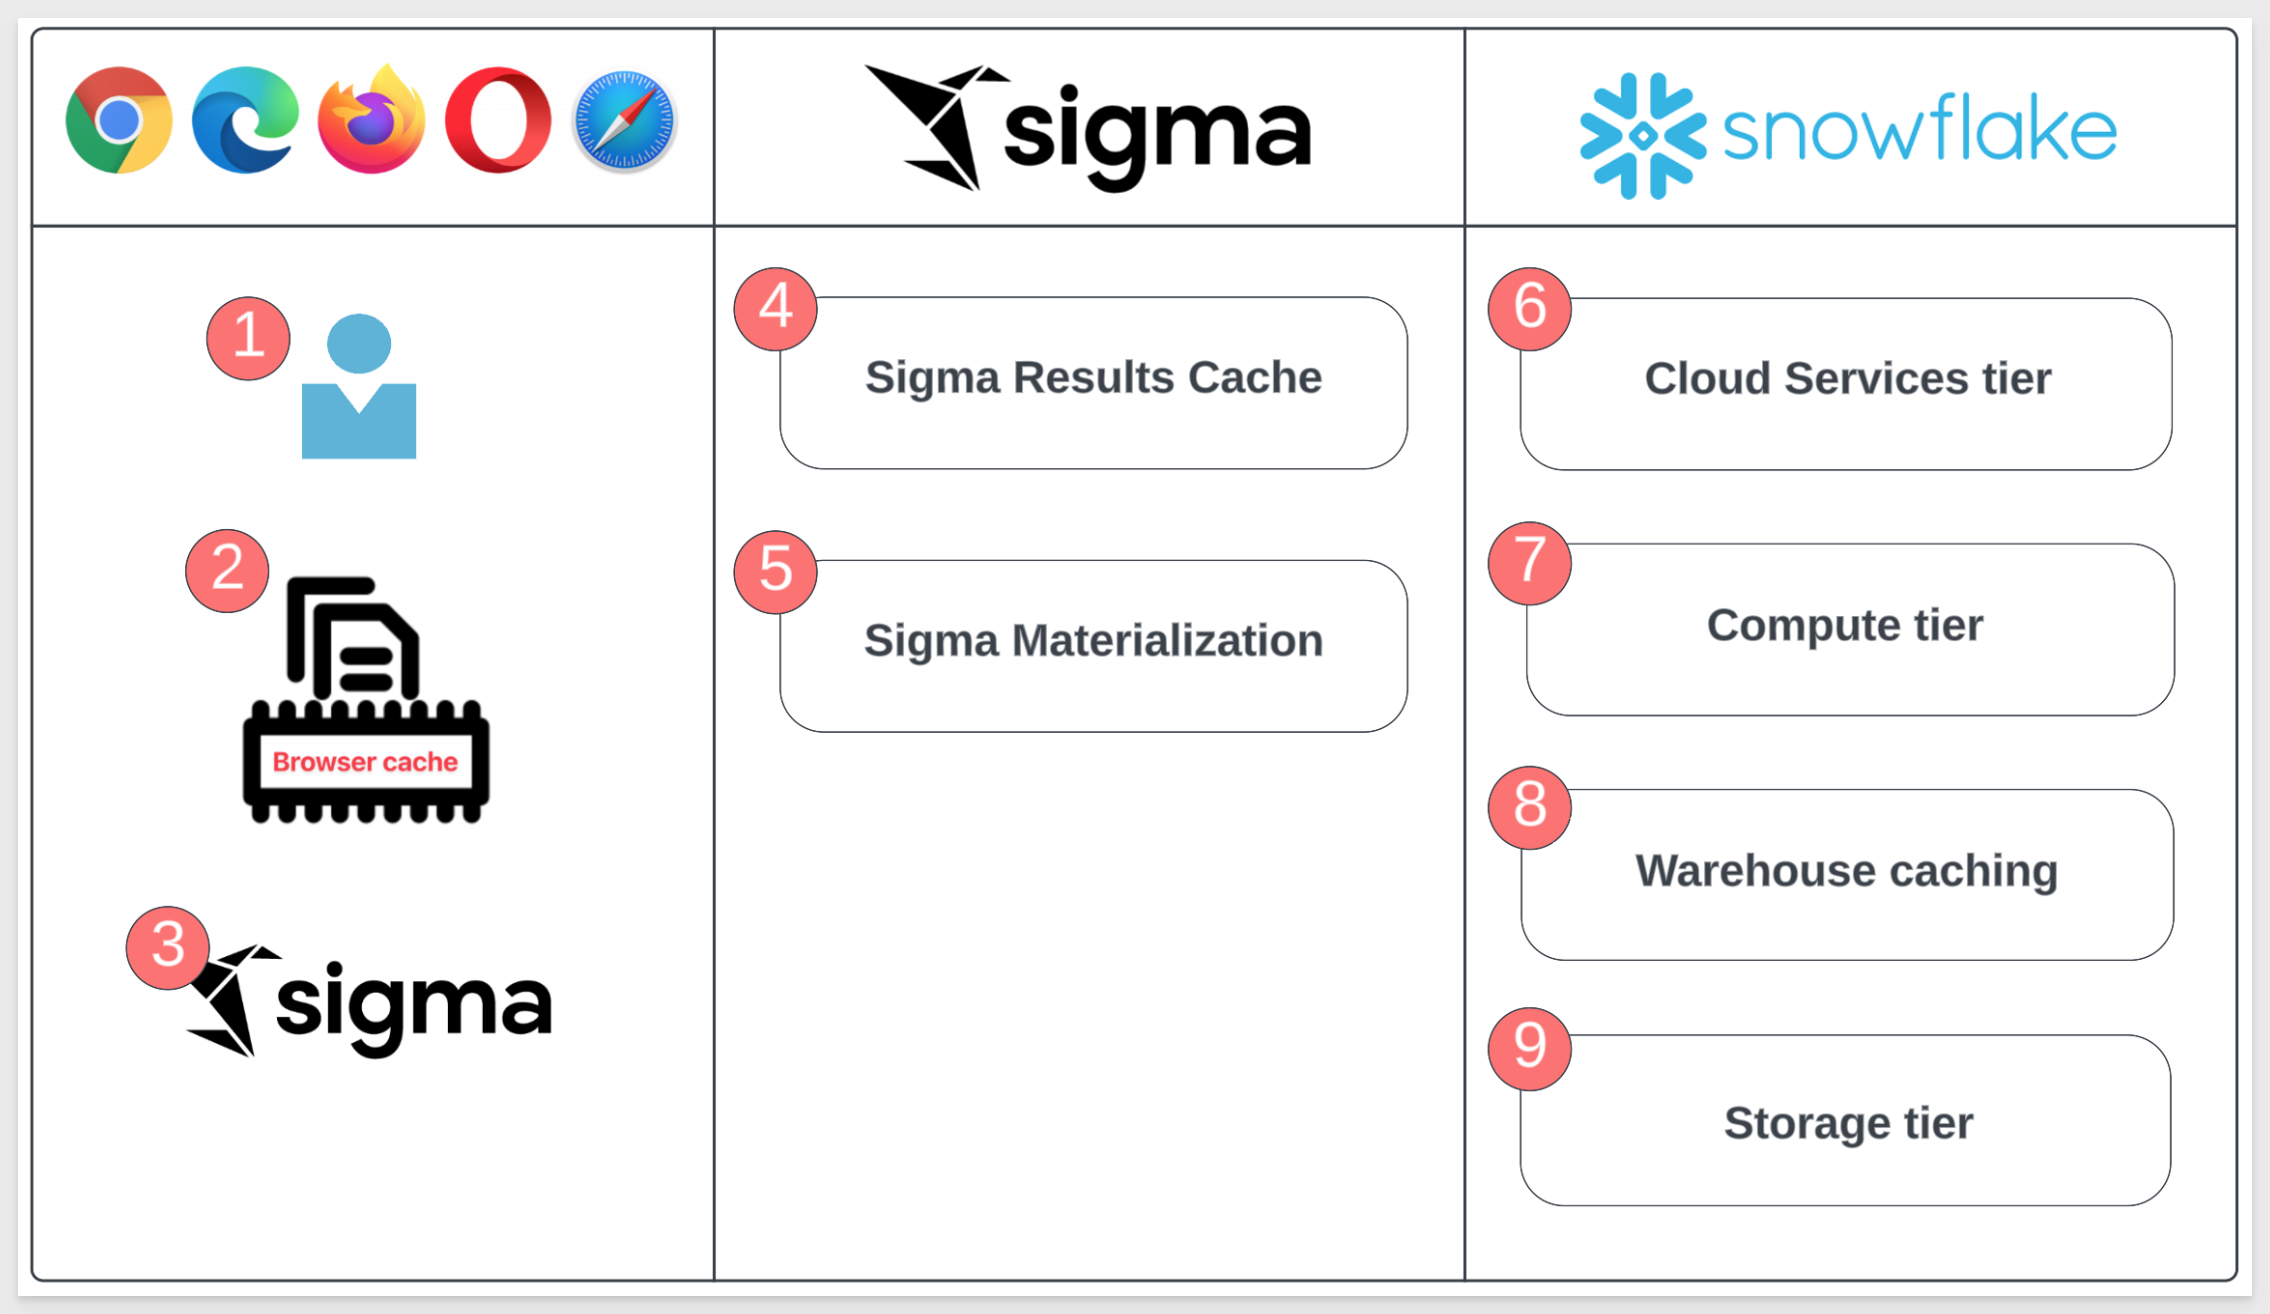 sigma
snowflake
1
2
Browser cache
3
sigma
4
Sigma Results Cache
5
Sigma Materialization
6
Cloud Services tier
7
Compute tier
8
Warehouse caching
9
Storage tier